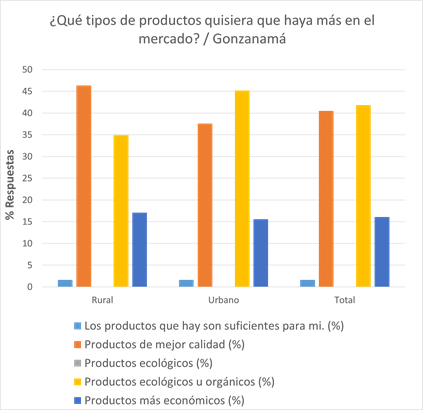 ¿Qué tipos de productos quisiera que haya más en el
mercado? / Gonzanamá
50
45
40
35
30
25
20
15
10
5
0
% Respuestas
Rural
Urbano
Total
Los productos que hay son suficientes para mi. (%)
Productos de mejor calidad (%)
Productos ecológicos (%)
Productos ecológicos u orgánicos (%)
Productos más económicos (%)